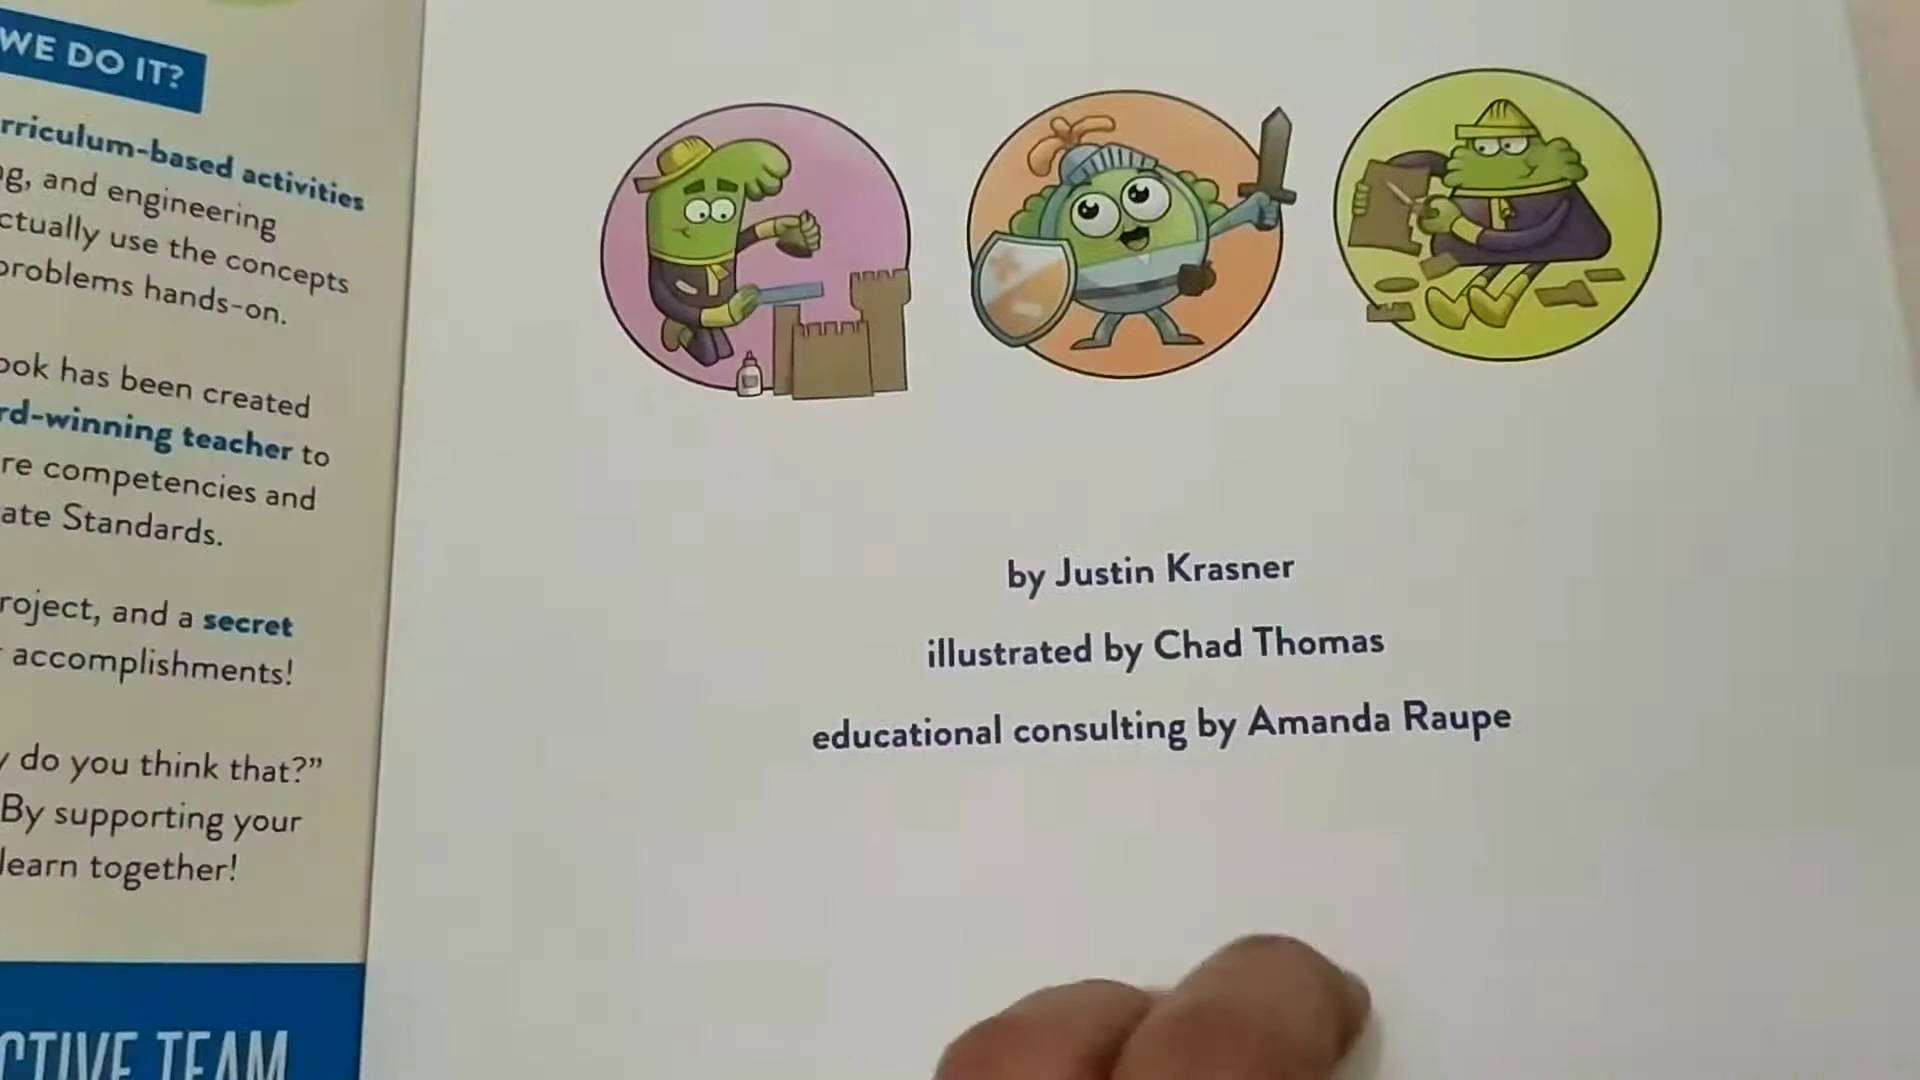 WE DO IT?
rriculum-based activities
g, and engineering
ctually use the concepts
problems hands-on.
ook has been created
rd-winning teacher to
re competencies and
ate Standards.
roject, and a secret
accomplishments!
do you think that?”
By supporting your
learn together!
CTIVE TEAM
by Justin Krasner
illustrated by Chad Thomas
educational consulting by Amanda Raupe